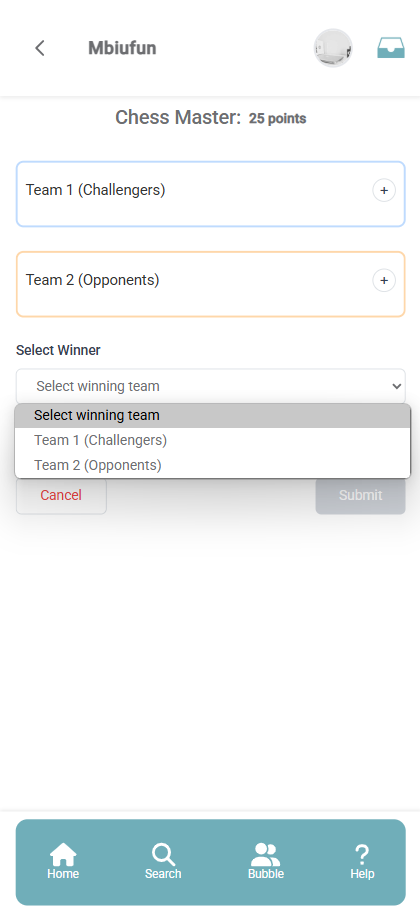 Mbiufun
Chess Master: 25 points
Team 1 (Challengers)
+
Team 2 (Opponents)
+
Select Winner
Select winning team
Select winning team
Team 1 (Challengers)
Team 2 (Opponents)
Cancel Submit
Home Search Bubble Help